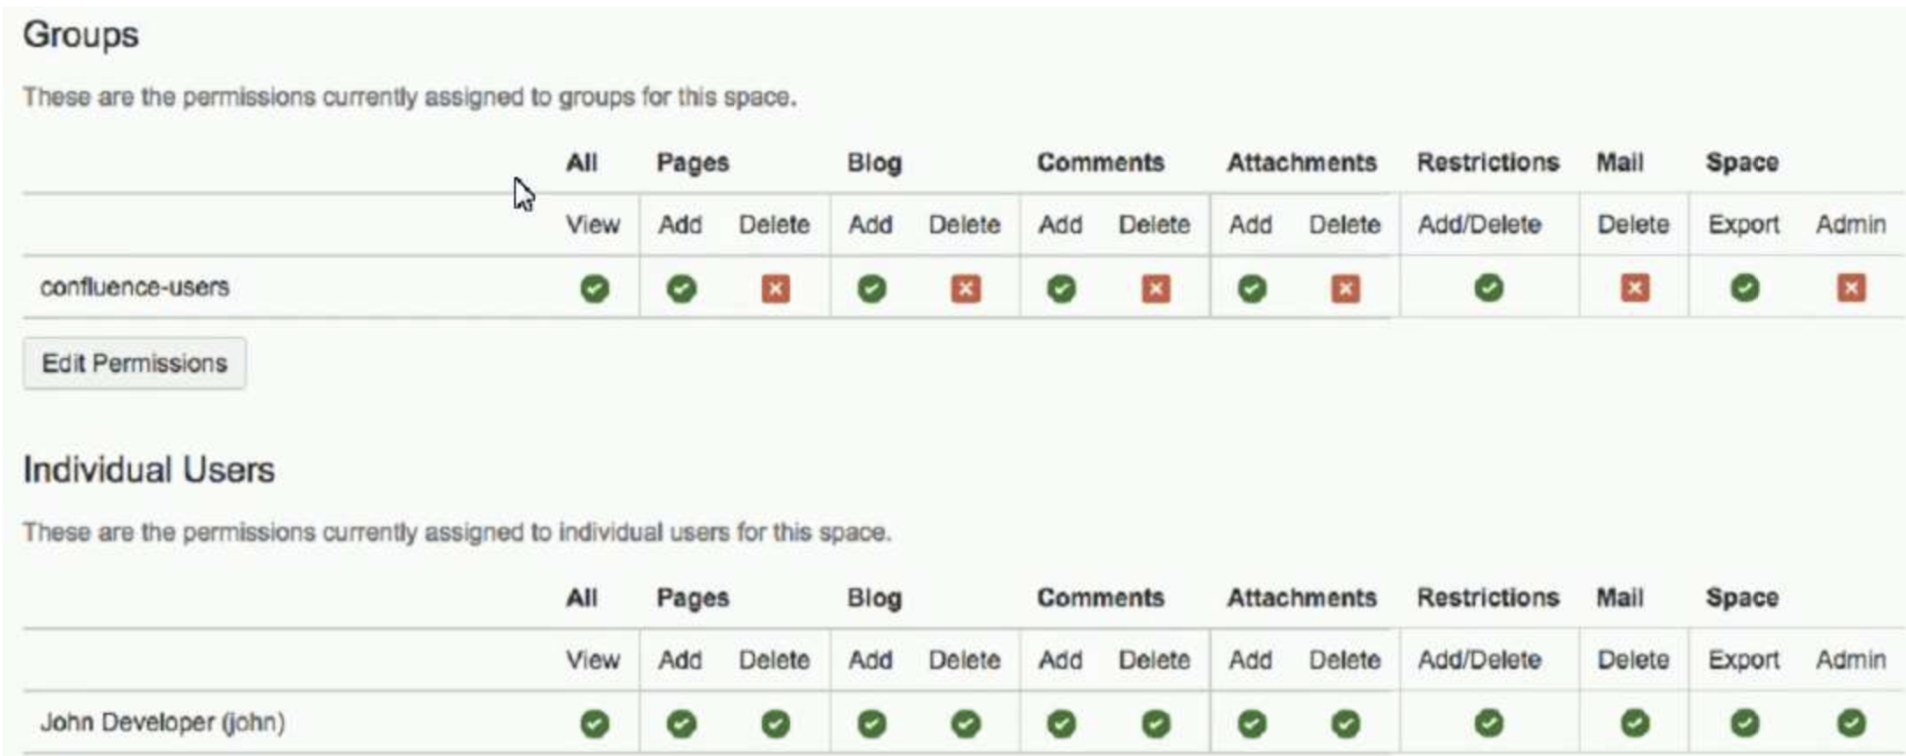 Groups
These are the permissions currently assigned to groups for this space.
All Pages Blog Comments Attachments Restrictions Mail Space
View Add Delete Add Delete Add Delete Add Delete Add/Delete Delete Export Admin
confluence-users
Edit Permissions
Individual Users
These are the permissions currently assigned to individual users for this space.
All Pages Blog Comments Attachments Restrictions Mail Space
View Add Delete Add Delete Add Delete Add Delete Add/Delete Delete Export Admin
John Developer (john)